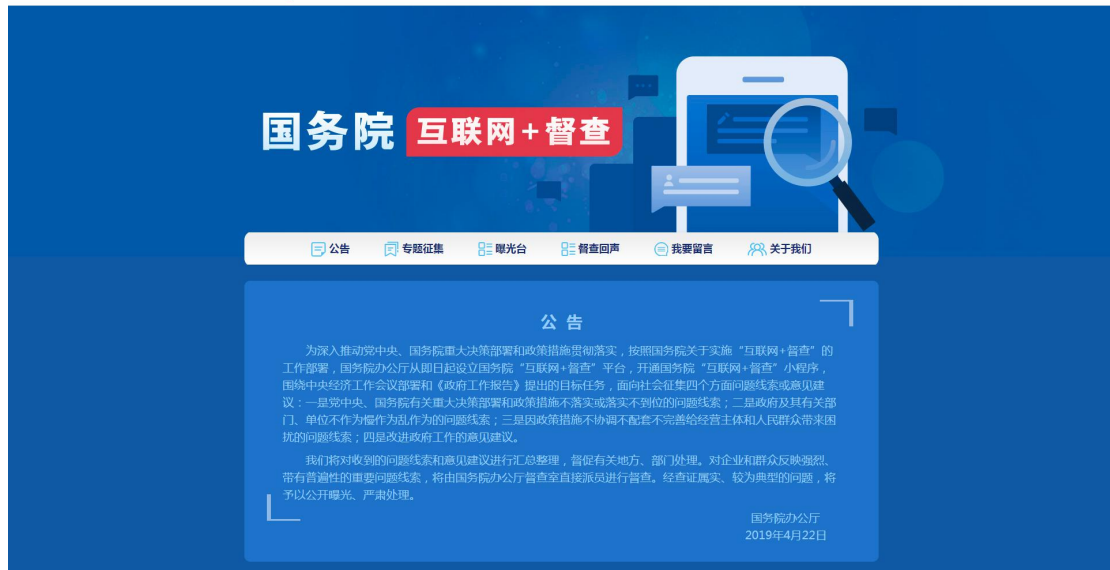 国务院 互联网+督查
公告 专题征集 曝光台 督查回声 我要留言 关于我们
公 告
为深入推动党中央、国务院重大决策部署和政策措施贯彻落实，按照国务院关于实施“互联网+督查”的
工作部署，国务院办公厅从即日起设立国务院“互联网+督查”平台，开通国务院“互联网+督查”小程序，
围绕中央经济工作会议部署和《政府工作报告》提出的目标任务，面向社会征集四个方面问题线索或意见建
议：一是党中央、国务院有关重大决策部署和政策措施不落实或落实不到位的问题线索；二是政府及其有关部
门、单位不作为慢作为乱作为的问题线索；三是因政策措施不协调不配套不完善给经营主体和人民群众带来困
扰的问题线索；四是改进政府工作的意见建议。
我们将对收到的问题线索和意见建议进行汇总整理，督促有关地方、部门处理。对企业和群众反映强烈、
带有普遍性的重要问题线索，将由国务院办公厅督查室直接派员进行督查。经查证属实、较为典型的问题，将
予以公开曝光、严肃处理。
国务院办公厅
2019年4月22日